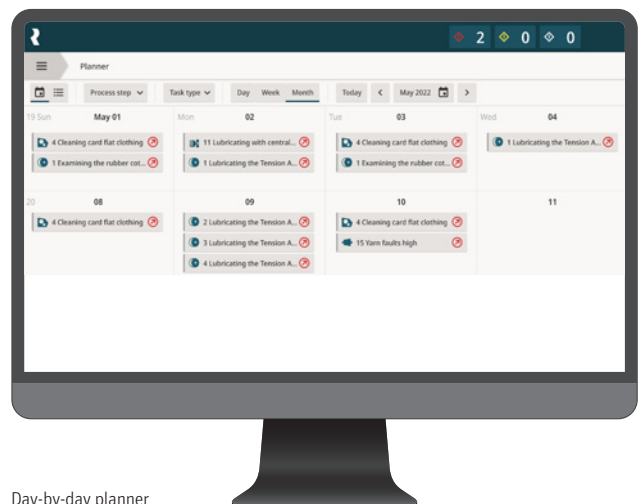 2 0 0
Planner
Process step Task type Day Week Month Today May 2022
19 Sun May 01 Mon 02 Tue 03 Wed 04
4 Cleaning card flat clothing 11 Lubricating with central... 4 Cleaning card flat clothing 1 Lubricating the Tension A...
1 Examining the rubber cot... 1 Lubricating the Tension A... 1 Examining the rubber cot...
20 08 09 10 11
4 Cleaning card flat clothing 2 Lubricating the Tension A... 4 Cleaning card flat clothing
3 Lubricating the Tension A... 15 Yarn faults high
4 Lubricating the Tension A...
Day-by-day planner